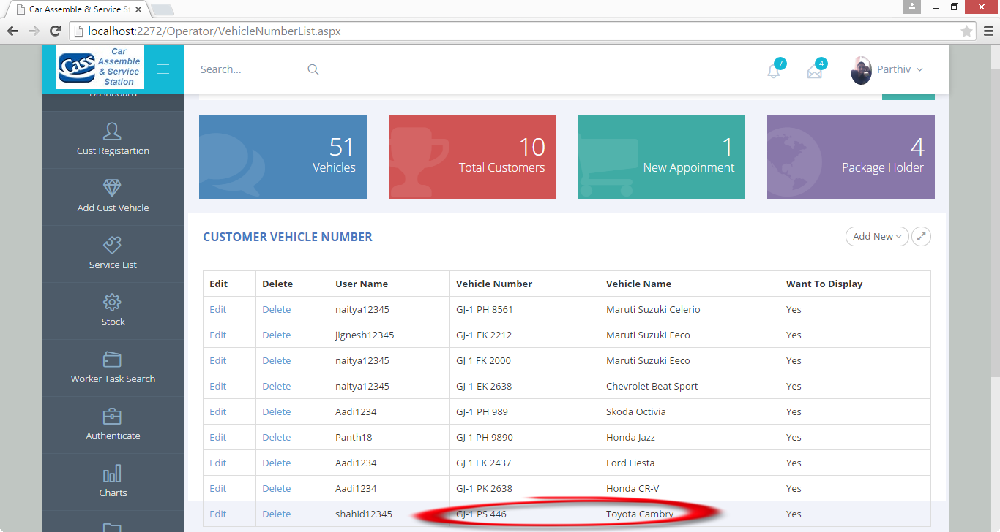 Car Assemble & Service St
localhost:2272/Operator/VehicleNumberList.aspx
Cass
Car
Assemble
& Service
Station
Search...
7
4
Parthiv
Dashboard
Cust Registartion
Add Cust Vehicle
Service List
Stock
Worker Task Search
Authenticate
Charts
51
Vehicles
10
Total Customers
1
New Appoinment
4
Package Holder
CUSTOMER VEHICLE NUMBER
Add New
Edit Delete User Name Vehicle Number Vehicle Name Want To Display
Edit Delete naitya12345 GJ-1 PH 8561 Maruti Suzuki Celerio Yes
Edit Delete jignesh12345 GJ-1 EK 2212 Maruti Suzuki Eeco Yes
Edit Delete naitya12345 GJ 1 FK 2000 Maruti Suzuki Eeco Yes
Edit Delete naitya12345 GJ-1 EK 2638 Chevrolet Beat Sport Yes
Edit Delete Aadi1234 GJ-1 PH 989 Skoda Octivia Yes
Edit Delete Panth18 GJ 1 PH 9890 Honda Jazz Yes
Edit Delete Aadi1234 GJ 1 EK 2437 Ford Fiesta Yes
Edit Delete Aadi1234 GJ-1 PK 2638 Honda CR-V Yes
Edit Delete shahid12345 GJ-1 PS 446 Toyota Cambry Yes